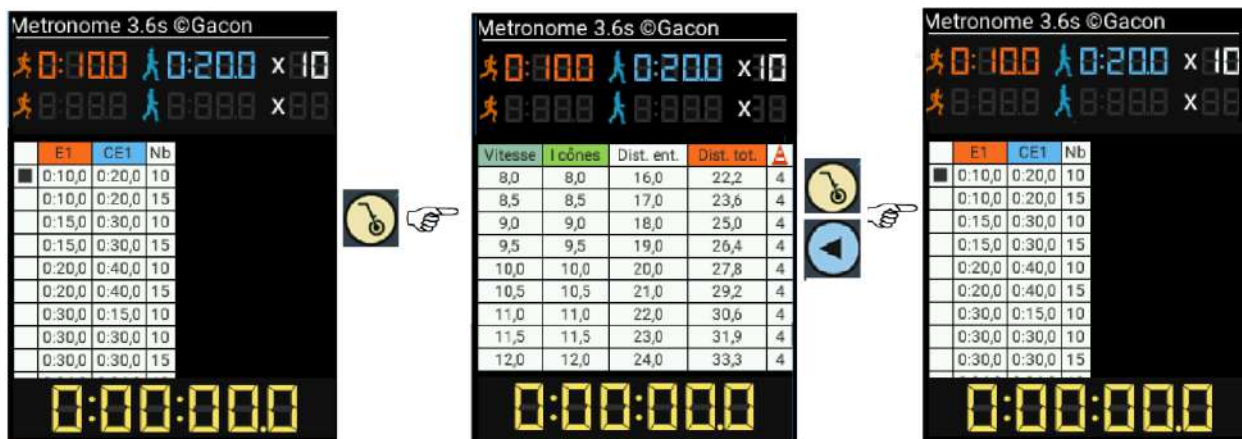 Metronome 3.6s ©Gacon
0:10.0 0:20.0 x 10
x
E1 CE1 Nb
0:10,0 0:20,0 10
0:10,0 0:20,0 15
0:15,0 0:30,0 10
0:15,0 0:30,0 15
0:20,0 0:40,0 10
0:20,0 0:40,0 15
0:30,0 0:15,0 10
0:30,0 0:30,0 10
0:30,0 0:30,0 15
0:00:00.0
Metronome 3.6s ©Gacon
0:10.0 0:20.0 x10
x
Vitesse I cônes Dist. ent. Dist. tot.
8,0 8,0 16,0 22,2 4
8,5 8,5 17,0 23,6 4
9,0 9,0 18,0 25,0 4
9,5 9,5 19,0 26,4 4
10,0 10,0 20,0 27,8 4
10,5 10,5 21,0 29,2 4
11,0 11,0 22,0 30,6 4
11,5 11,5 23,0 31,9 4
12,0 12,0 24,0 33,3 4
0:00:00.0
Metronome 3.6s ©Gacon
0:10.0 0:20.0 x 10
x
E1 CE1 Nb
0:10,0 0:20,0 10
0:10,0 0:20,0 15
0:15,0 0:30,0 10
0:15,0 0:30,0 15
0:20,0 0:40,0 10
0:20,0 0:40,0 15
0:30,0 0:15,0 10
0:30,0 0:30,0 10
0:30,0 0:30,0 15
0:00:00.0